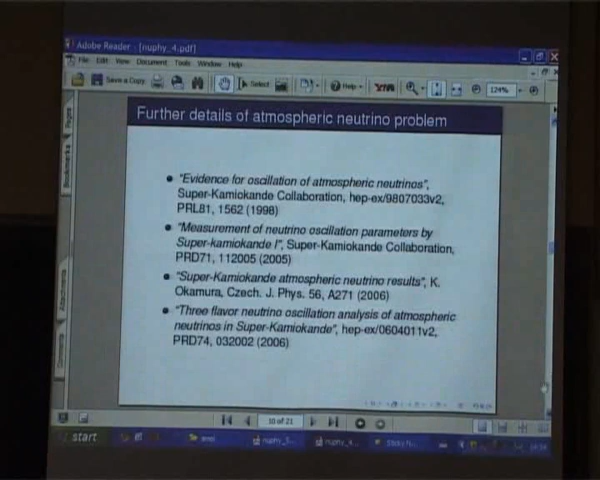 Adobe Reader - [nuphy_4.pdf]
File Edit View Document Tools Window Help
Save a Copy Select Help 124%
Further details of atmospheric neutrino problem
"Evidence for oscillation of atmospheric neutrinos",
Super-Kamiokande Collaboration, hep-ex/9807033v2,
PRL81, 1562 (1998)
"Measurement of neutrino oscillation parameters by
Super-kamiokande I", Super-Kamiokande Collaboration,
PRD71, 112005 (2005)
"Super-Kamiokande atmospheric neutrino results", K.
Okamura, Czech. J. Phys. 56, A271 (2006)
"Three flavor neutrino oscillation analysis of atmospheric
neutrinos in Super-Kamiokande", hep-ex/0604011v2,
PRD74, 032002 (2006)
Pages
Bookmarks
Attachments
Comments
10 of 21
start